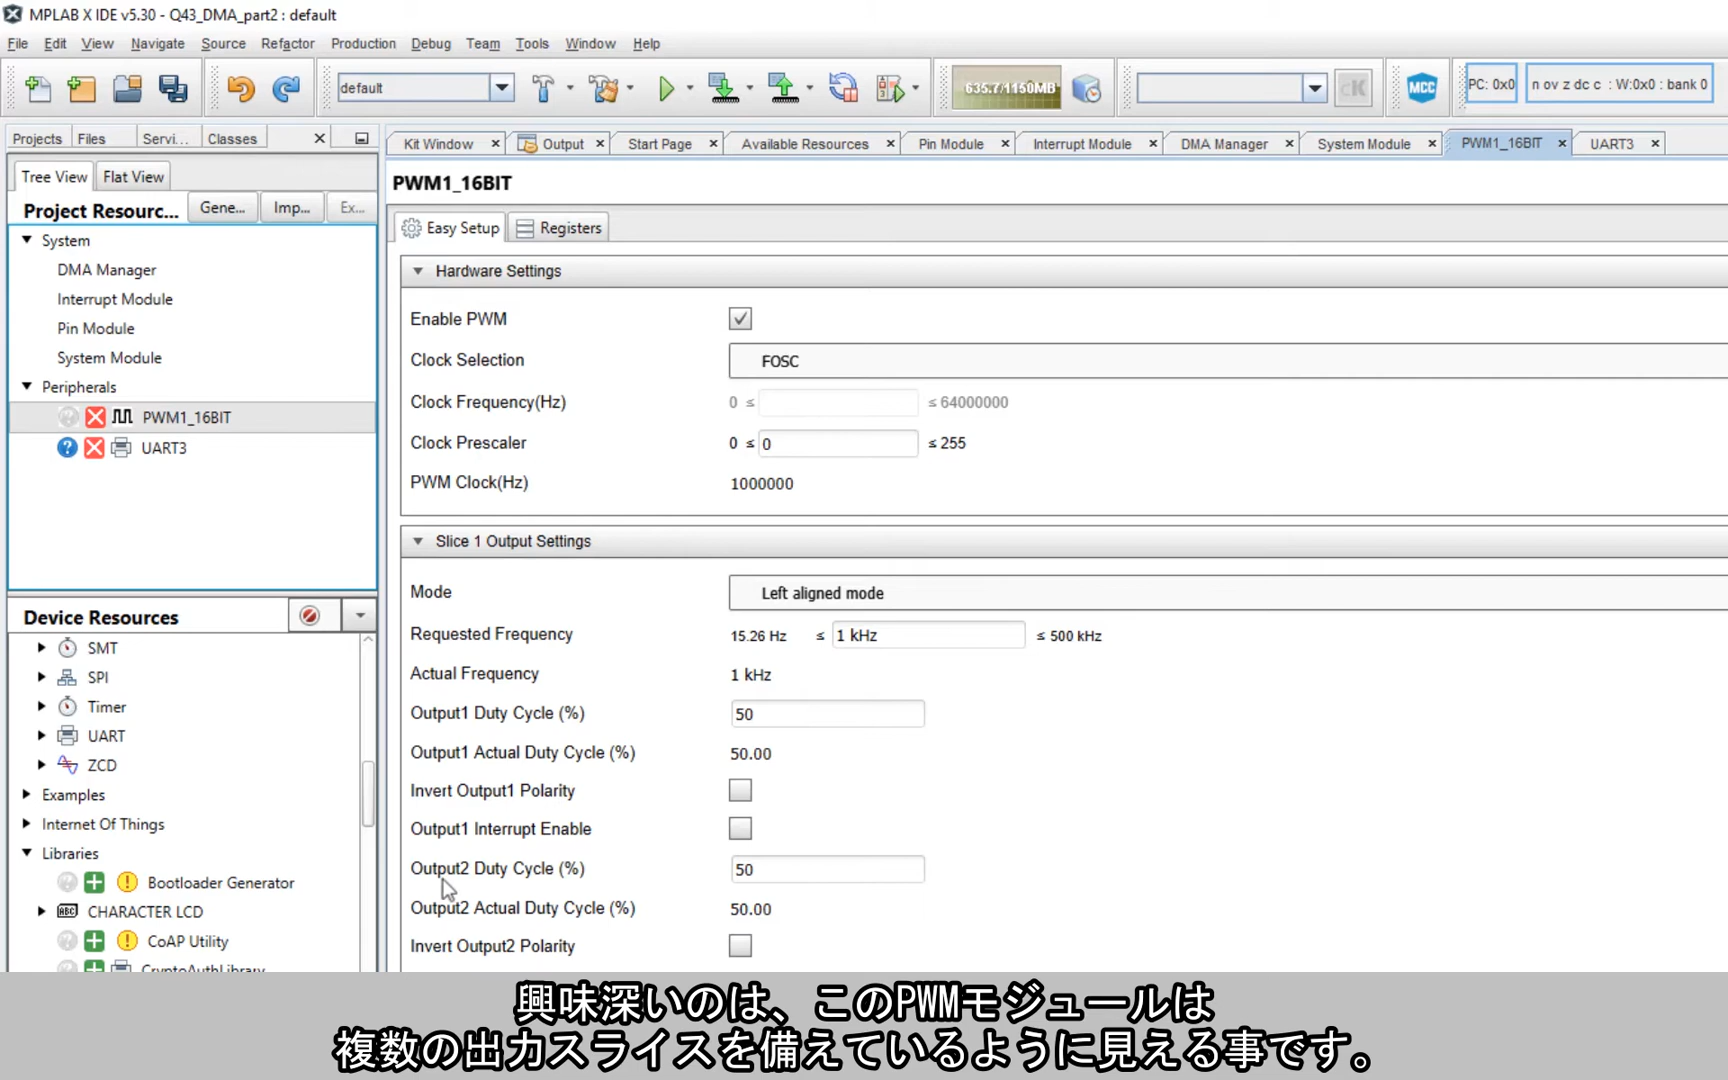 MPLAB X IDE v5.30 - Q43_DMA_part2 : default
File Edit View Navigate Source Refactor Production Debug Team Tools Window Help
default
635.7/1150MB
MCC
PC: 0x0
n ov z dc c : W:0x0 : bank 0
Projects Files Servi... Classes
Kit Window Output Start Page Available Resources Pin Module Interrupt Module DMA Manager System Module PWM1_16BIT UART3
Tree View Flat View
Project Resourc... Gene... Imp... Ex...
System
DMA Manager
Interrupt Module
Pin Module
System Module
Peripherals
PWM1_16BIT
UART3
Device Resources
SMT
SPI
Timer
UART
ZCD
Examples
Internet Of Things
Libraries
Bootloader Generator
CHARACTER LCD
CoAP Utility
CryptoAuthLibrary
PWM1_16BIT
Easy Setup Registers
Hardware Settings
Enable PWM
Clock Selection FOSC
Clock Frequency(Hz) 0 ≤ ≤ 64000000
Clock Prescaler 0 ≤ 0 ≤ 255
PWM Clock(Hz) 1000000
Slice 1 Output Settings
Mode Left aligned mode
Requested Frequency 15.26 Hz ≤ 1 kHz ≤ 500 kHz
Actual Frequency 1 kHz
Output1 Duty Cycle (%) 50
Output1 Actual Duty Cycle (%) 50.00
Invert Output1 Polarity
Output1 Interrupt Enable
Output2 Duty Cycle (%) 50
Output2 Actual Duty Cycle (%) 50.00
Invert Output2 Polarity
興味深いのは、このPWMモジュールは
複数の出力スライスを備えているように見える事です。